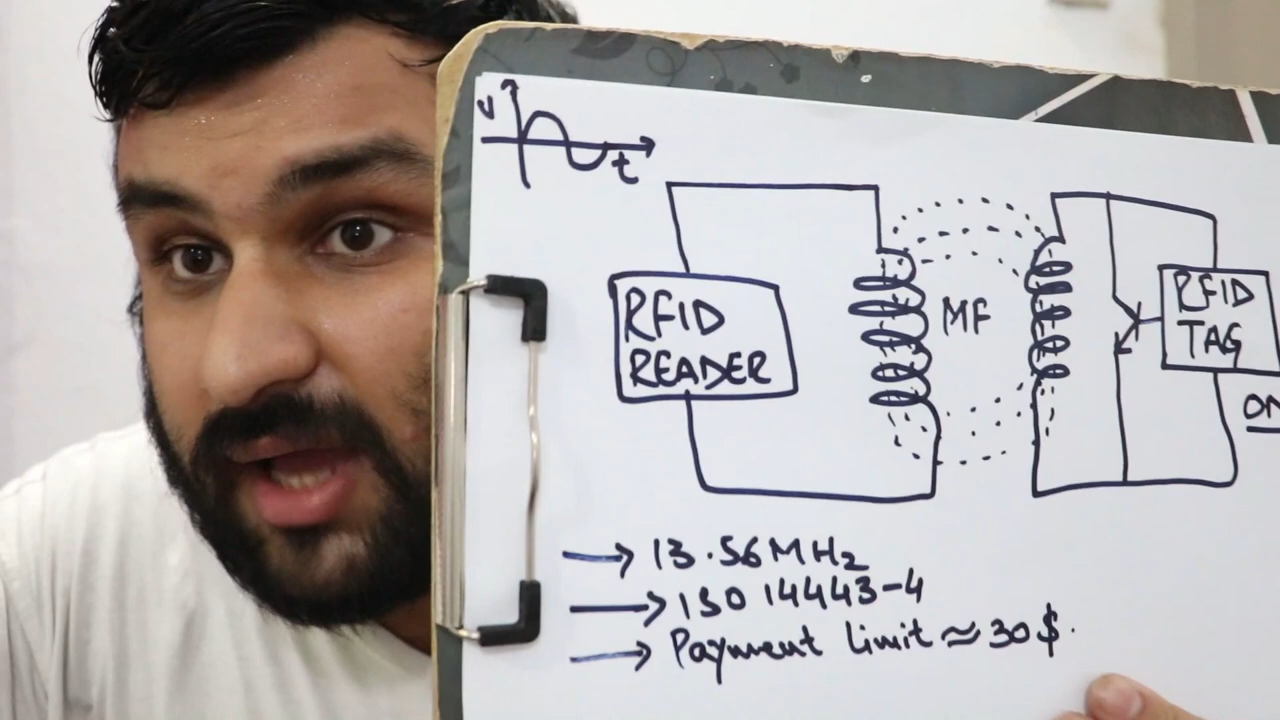 V
t
RFID
READER
MF
RFID
TAG
13.56MHz
ISO 14443-4
Payment limit ≈ 30$.